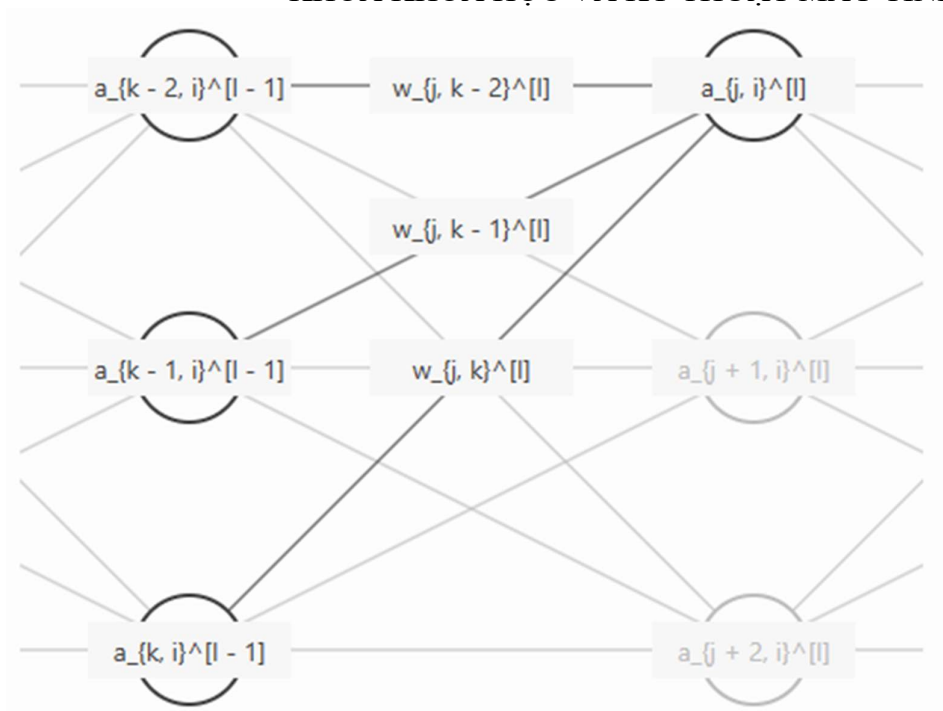 a_{k - 2, i}^[l - 1] w_{j, k - 2}^[l] a_{j, i}^[l]
w_{j, k - 1}^[l]
a_{k - 1, i}^[l - 1] w_{j, k}^[l] a_{j + 1, i}^[l]
a_{k, i}^[l - 1] a_{j + 2, i}^[l]